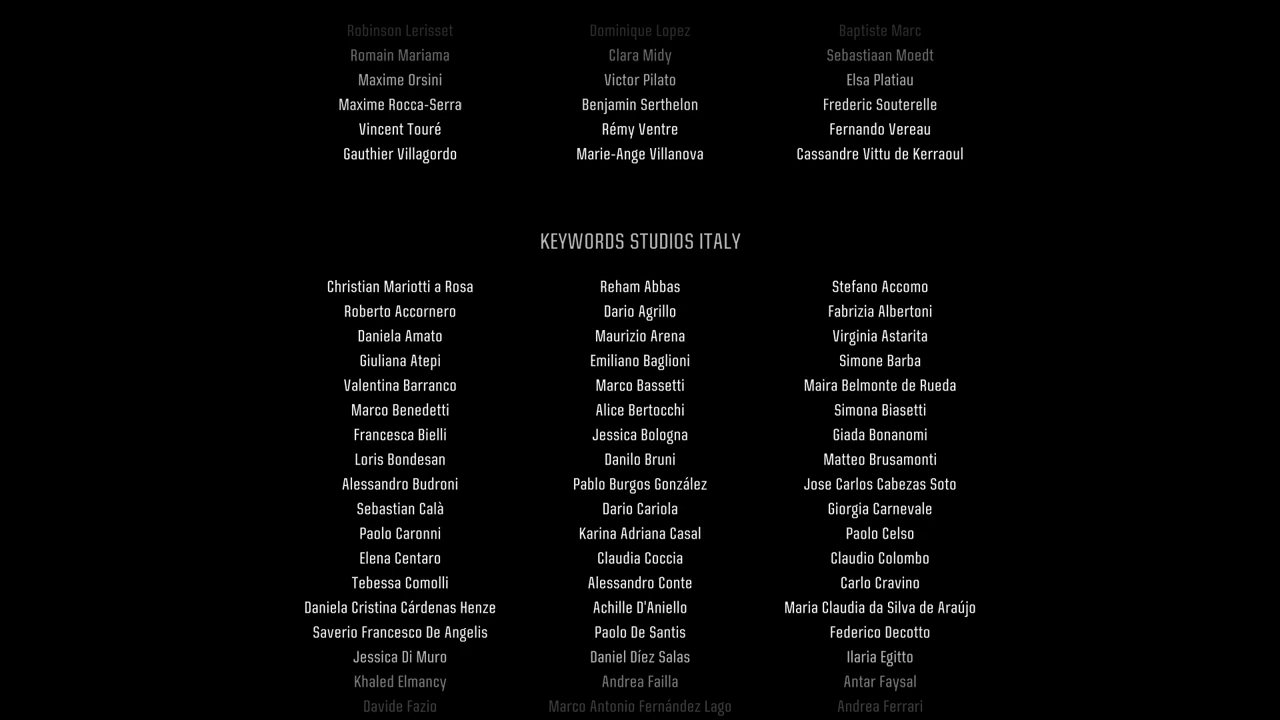 Robinson Lerisset Dominique Lopez Baptiste Marc
Romain Mariama Clara Midy Sebastiaan Moedt
Maxime Orsini Victor Pilato Elsa Platiau
Maxime Rocca-Serra Benjamin Serthelon Frederic Souterelle
Vincent Touré Rémy Ventre Fernando Vereau
Gauthier Villagordo Marie-Ange Villanova Cassandre Vittu de Kerraoul
KEYWORDS STUDIOS ITALY
Christian Mariotti a Rosa Reham Abbas Stefano Accomo
Roberto Accornero Dario Agrillo Fabrizia Albertoni
Daniela Amato Maurizio Arena Virginia Astarita
Giuliana Atepi Emiliano Baglioni Simone Barba
Valentina Barranco Marco Bassetti Maira Belmonte de Rueda
Marco Benedetti Alice Bertocchi Simona Biasetti
Francesca Bielli Jessica Bologna Giada Bonanomi
Loris Bondesan Danilo Bruni Matteo Brusamonti
Alessandro Budroni Pablo Burgos González Jose Carlos Cabezas Soto
Sebastian Calà Dario Cariola Giorgia Carnevale
Paolo Caronni Karina Adriana Casal Paolo Celso
Elena Centaro Claudia Coccia Claudio Colombo
Tebessa Comolli Alessandro Conte Carlo Cravino
Daniela Cristina Cárdenas Henze Achille D'Aniello Maria Claudia da Silva de Araújo
Saverio Francesco De Angelis Paolo De Santis Federico Decotto
Jessica Di Muro Daniel Díez Salas Ilaria Egitto
Khaled Elmancy Andrea Failla Antar Faysal
Davide Fazio Marco Antonio Fernández Lago Andrea Ferrari